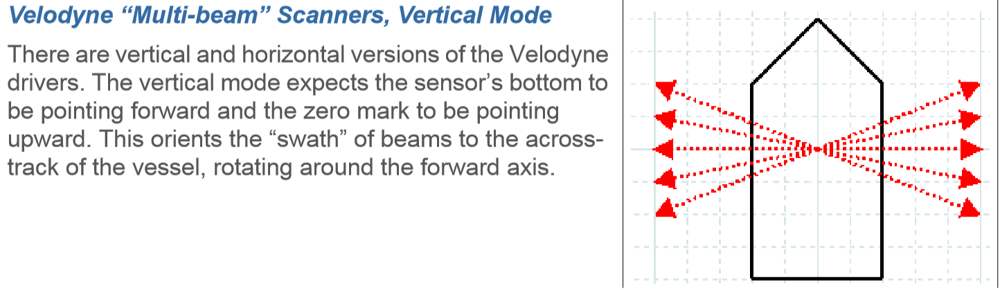 Velodyne “Multi-beam” Scanners, Vertical Mode
There are vertical and horizontal versions of the Velodyne
drivers. The vertical mode expects the sensor’s bottom to
be pointing forward and the zero mark to be pointing
upward. This orients the “swath” of beams to the across-
track of the vessel, rotating around the forward axis.